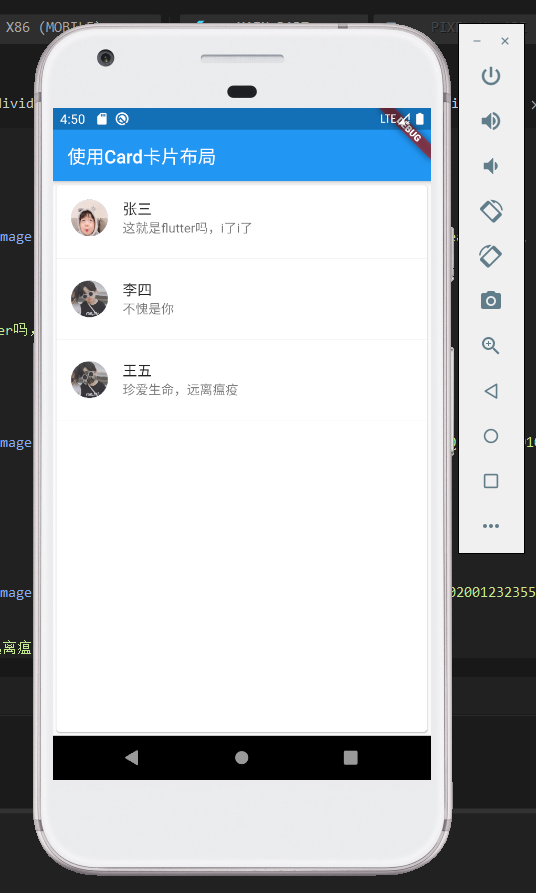 X86 (MOBILE)
divid
4:50
LTE
DEBUG
使用Card卡片布局
张三
这就是flutter吗，i了i了
mage
李四
不愧是你
er吗，
王五
珍爱生命，远离瘟疫
mage
mage
02001232355
离瘟